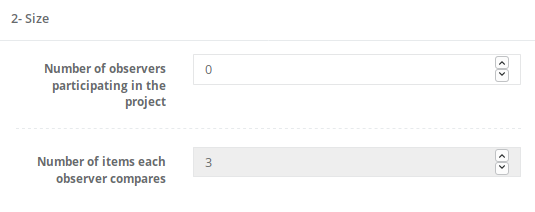 2- Size
Number of observers
participating in the
project
0
Number of items each
observer compares
3